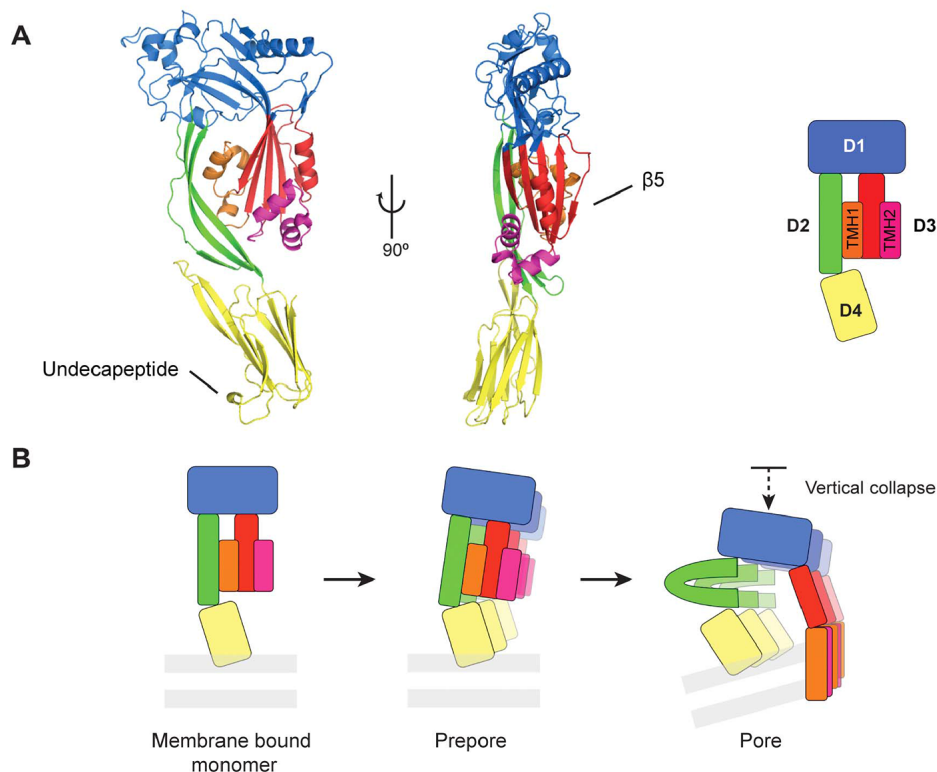 A
β5
90º
D1
D2
TMH1
TMH2
D3
D4
Undecapeptide
B
Vertical collapse
Membrane bound
monomer
Prepore
Pore